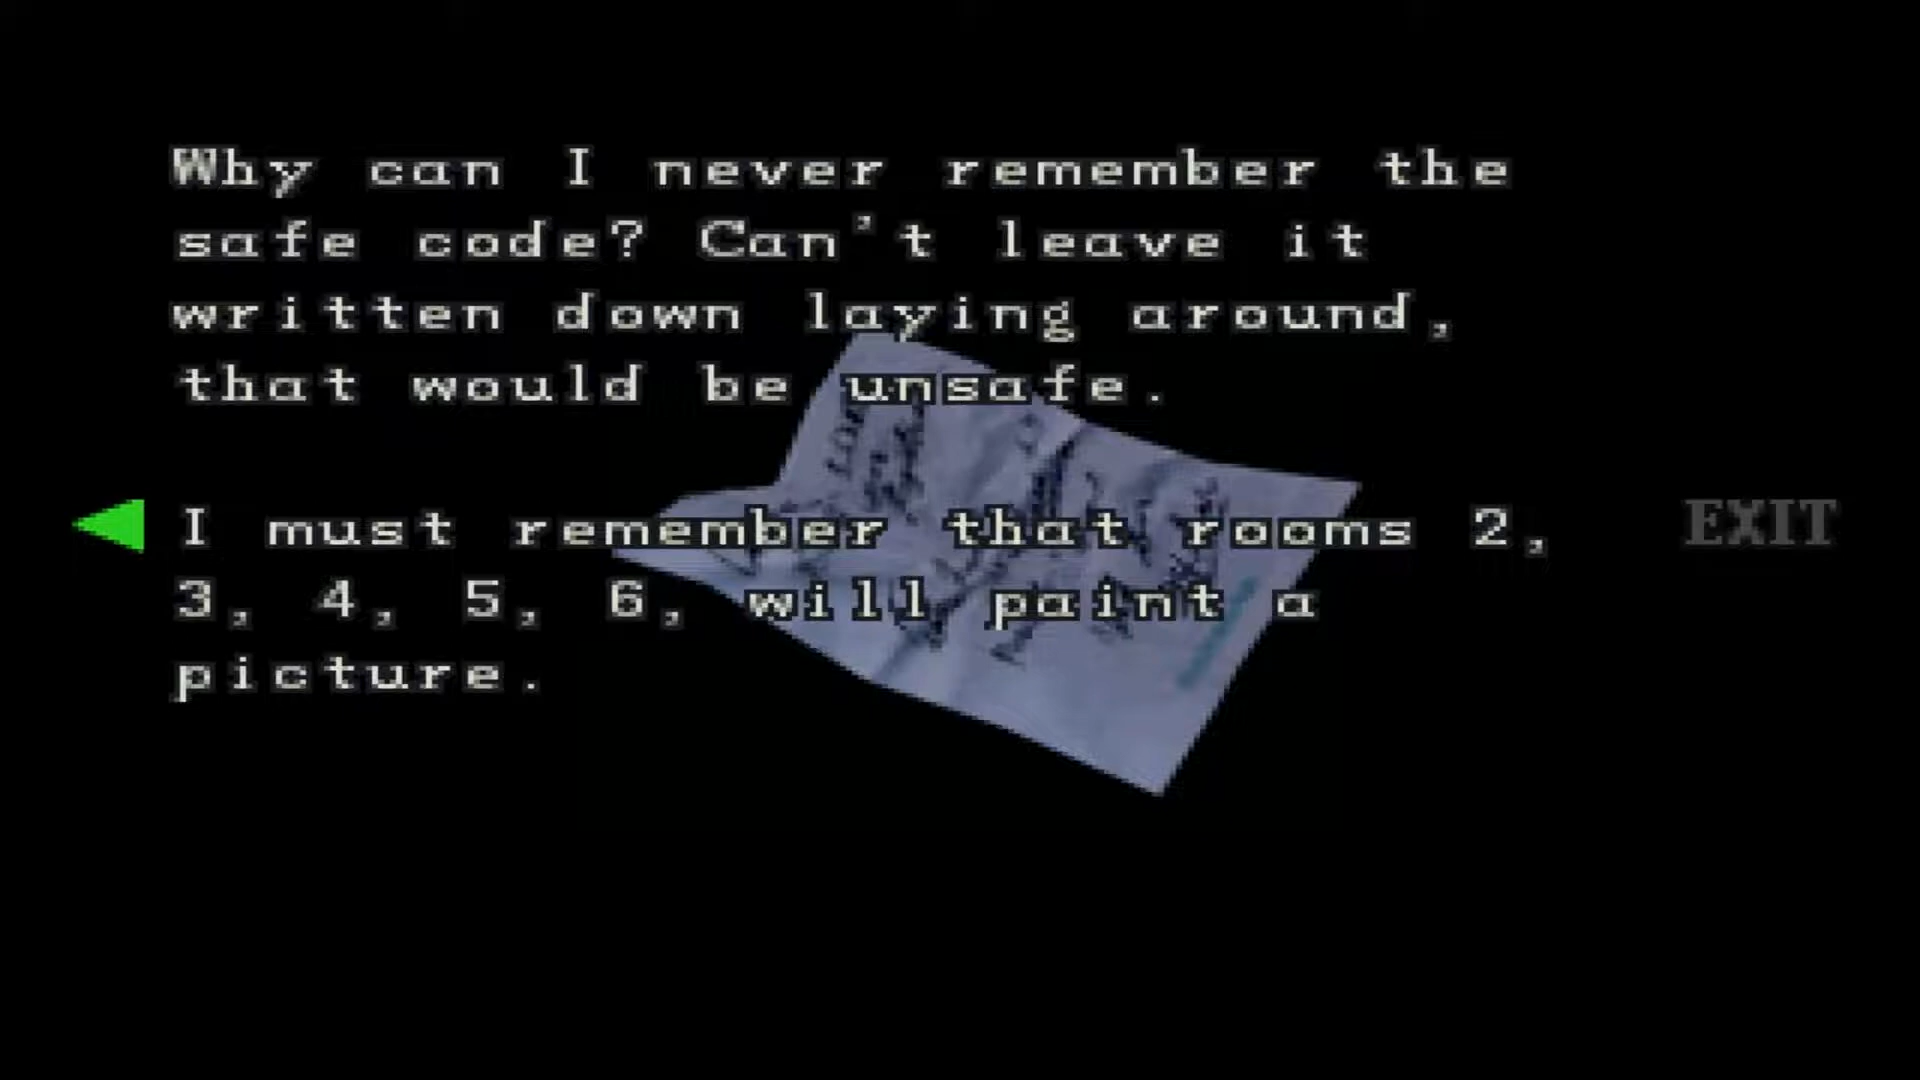 Why can I never remember the
safe code? Can't leave it
written down laying around,
that would be unsafe.
I must remember that rooms 2,
3, 4, 5, 6, will paint a
picture.
EXIT